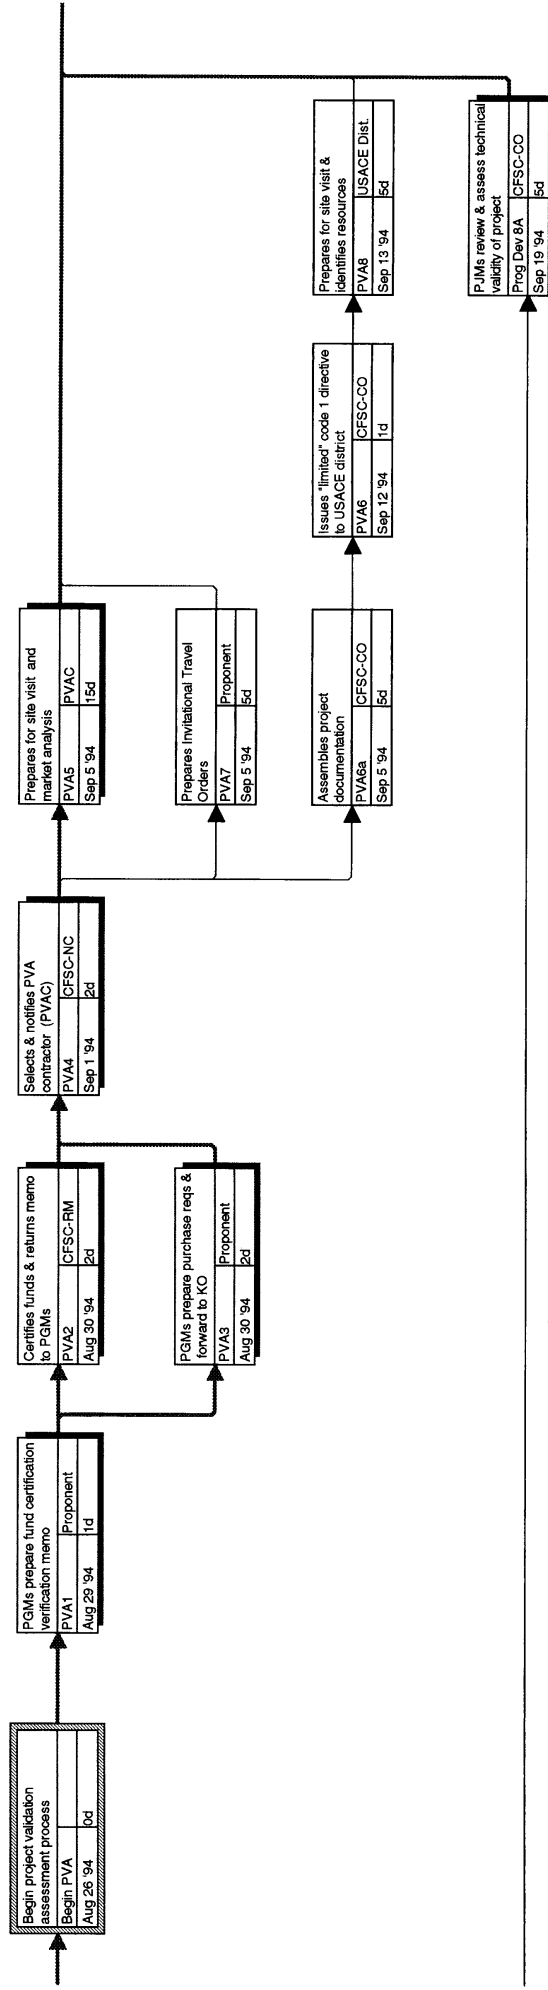 Begin project validation
assessment process
Begin PVA
Aug 26 '94 0d
PGMs prepare fund certification
verification memo
PVA1 Proponent
Aug 29 '94 1d
Certifies funds & returns memo
to PGMs
PVA2 CFSC-RM
Aug 30 '94 2d
PGMs prepare purchase reqs &
forward to KO
PVA3 Proponent
Aug 30 '94 2d
Selects & notifies PVA
contractor (PVAC)
PVA4 CFSC-NC
Sep 1 '94 2d
Prepares for site visit and
market analysis
PVA5 PVAC
Sep 5 '94 15d
Prepares Invitational Travel
Orders
PVA7 Proponent
Sep 5 '94 5d
Assembles project
documentation
PVA6a CFSC-CO
Sep 5 '94 5d
Issues "limited" code 1 directive
to USACE district
PVA6 CFSC-CO
Sep 12 '94 1d
Prepares for site visit &
identifies resources
PVA8 USACE Dist.
Sep 13 '94 5d
PJMs review & assess technical
validity of project
Prog Dev 8A CFSC-CO
Sep 19 '94 5d